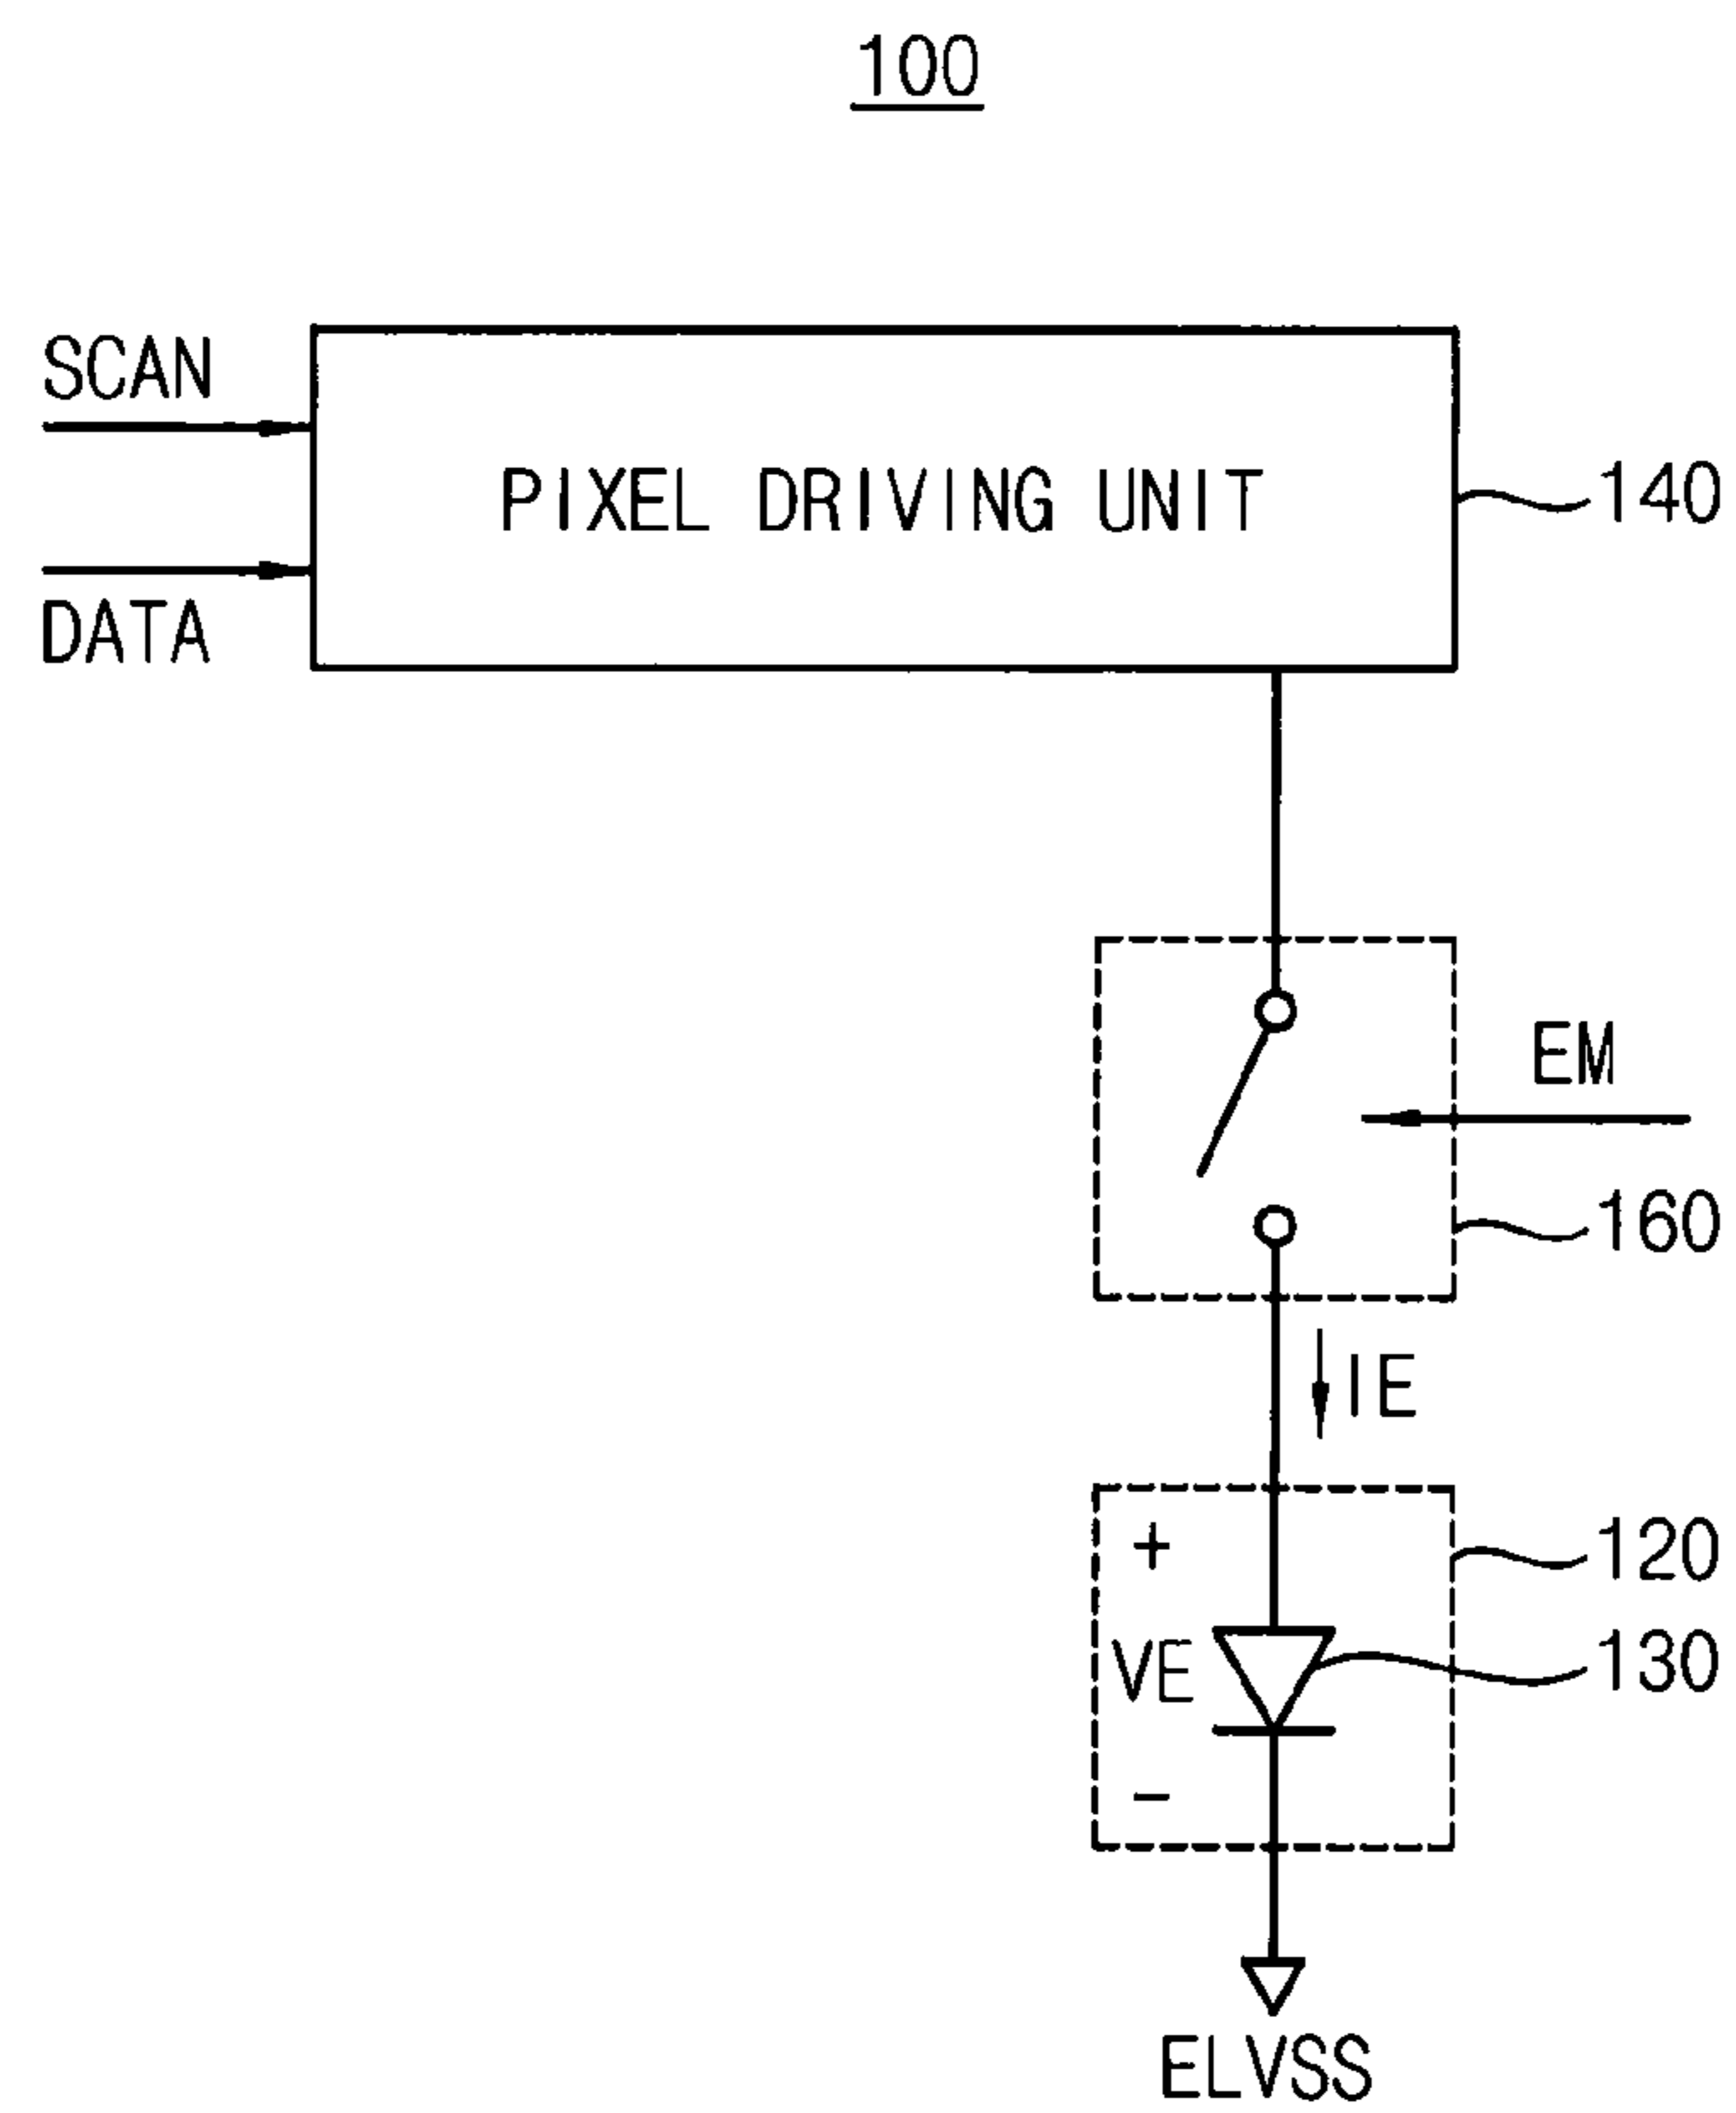 100
SCAN
PIXEL DRIVING UNIT
140
DATA
EM
160
IE
+
120
VE
130
-
ELVSS